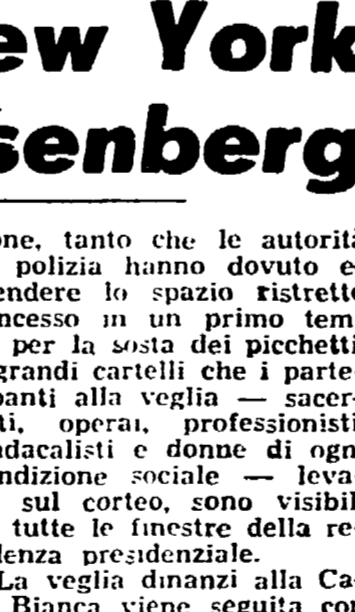 ew York
senberg
one, tanto che le autorità
polizia hanno dovuto e
endere lo spazio ristretto
ncesso in un primo tem
per la sosta dei picchetti
grandi cartelli che i parte-
panti alla veglia — sacer-
ti, operai, professionisti
ndacalisti e donne di ogn
ndizione sociale — leva-
sul corteo, sono visibil
tutte le finestre della re-
denza presidenziale.
La veglia dinanzi alla Ca-
Bianca viene seguita con